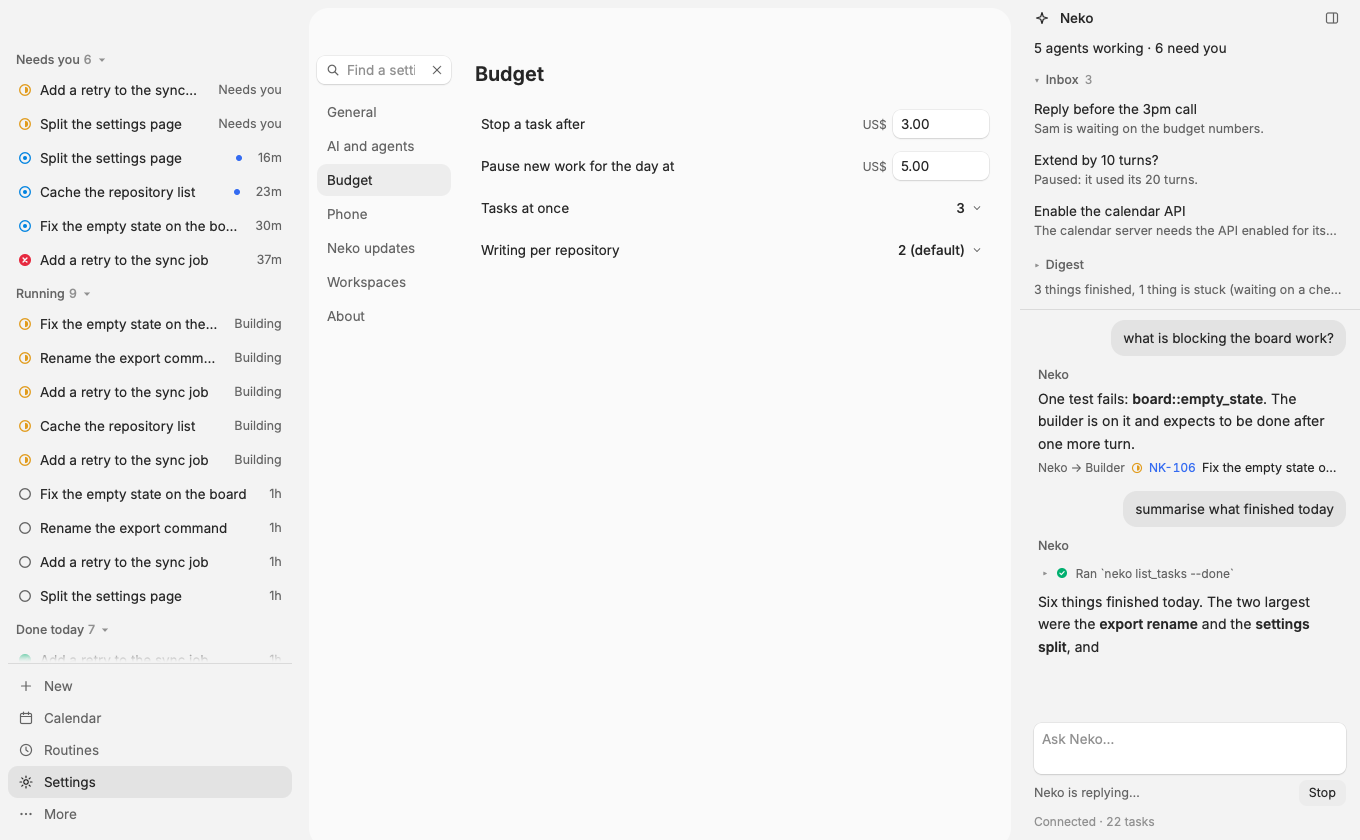 Needs you 6
Add a retry to the sync... Needs you
Split the settings page Needs you
Split the settings page 16m
Cache the repository list 23m
Fix the empty state on the bo... 30m
Add a retry to the sync job 37m
Running 9
Fix the empty state on the... Building
Rename the export comm... Building
Add a retry to the sync job Building
Cache the repository list Building
Add a retry to the sync job Building
Fix the empty state on the board 1h
Rename the export command 1h
Add a retry to the sync job 1h
Split the settings page 1h
Done today 7
Add a retry to the sync job 1h
New
Calendar
Routines
Settings
More
Find a setti
General
AI and agents
Budget
Phone
Neko updates
Workspaces
About
Budget
Stop a task after US$ 3.00
Pause new work for the day at US$ 5.00
Tasks at once 3
Writing per repository 2 (default)
Neko
5 agents working · 6 need you
Inbox 3
Reply before the 3pm call
Sam is waiting on the budget numbers.
Extend by 10 turns?
Paused: it used its 20 turns.
Enable the calendar API
The calendar server needs the API enabled for its...
Digest
3 things finished, 1 thing is stuck (waiting on a che...
what is blocking the board work?
Neko
One test fails: board::empty_state. The
builder is on it and expects to be done after
one more turn.
Neko → Builder NK-106 Fix the empty state o...
summarise what finished today
Neko
Ran `neko list_tasks --done`
Six things finished today. The two largest
were the export rename and the settings
split, and
Ask Neko...
Neko is replying... Stop
Connected · 22 tasks